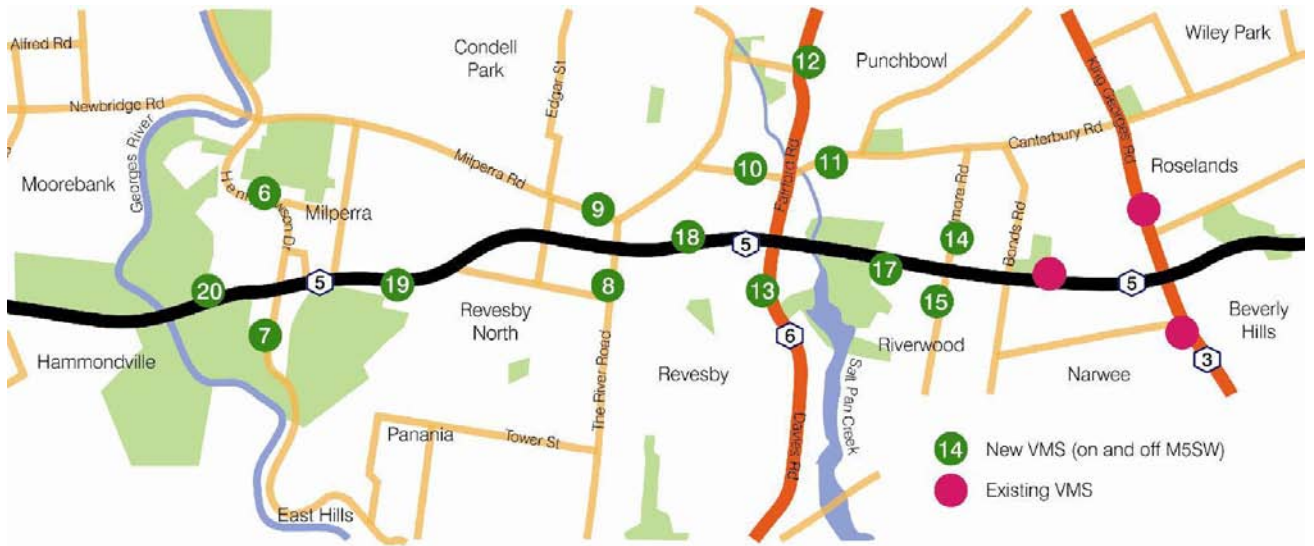 Alfred Rd
Condell
Park
Edgar St
12
Punchbowl
King Georges Rd
Wiley Park
Newbridge Rd
Georges River
Moorebank
6
Milperra
Milperra Rd
9
10
Fairford Rd
11
Canterbury Rd
Roselands
Bonds Rd
14
18
5
17
5
20
5
19
8
13
15
7
Hammondville
Revesby
North
The River Road
Revesby
6
Riverwood
Salt Pan Creek
Narwee
Beverly
Hills
3
Panania
Tower St
Davies Rd
East Hills
14 New VMS (on and off M5SW)
Existing VMS